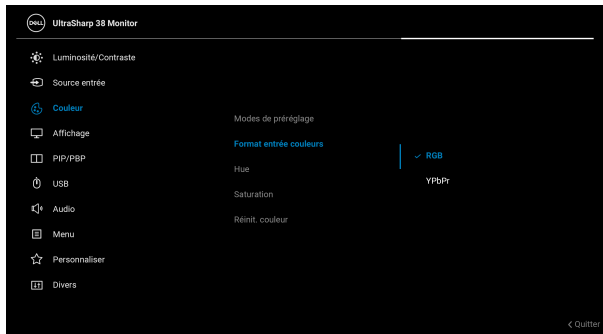 DELL UltraSharp 38 Monitor
Luminosité/Contraste
Source entrée
Couleur
Affichage
PIP/PBP
USB
Audio
Menu
Personnaliser
Divers
Modes de préréglage
Format entrée couleurs
Hue
Saturation
Réinit. couleur
RGB
YPbPr
Quitter